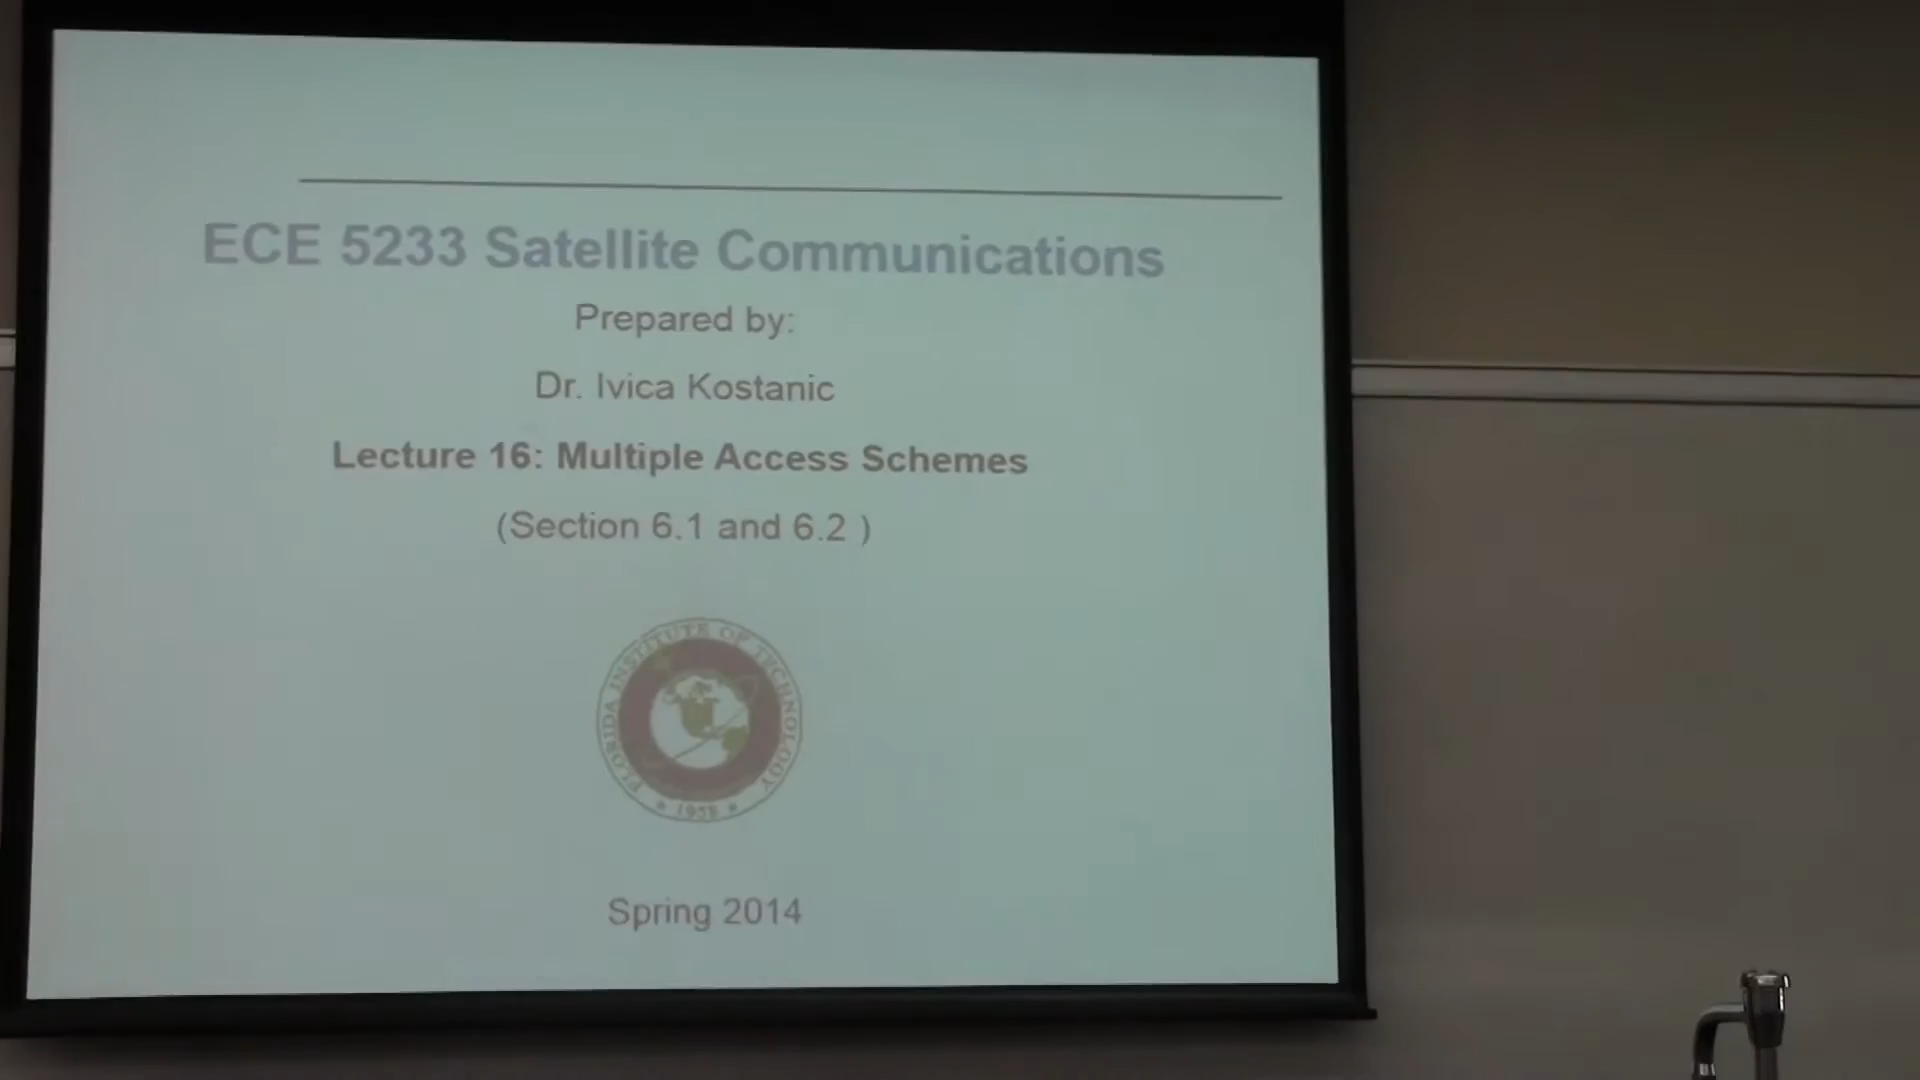 ECE 5233 Satellite Communications
Prepared by:
Dr. Ivica Kostanic
Lecture 16: Multiple Access Schemes
(Section 6.1 and 6.2 )
FLORIDA INSTITUTE OF TECHNOLOGY
* 1958 *
Spring 2014